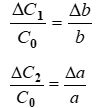 ΔC₁/C₀ = Δb/b
ΔC₂/C₀ = Δa/a